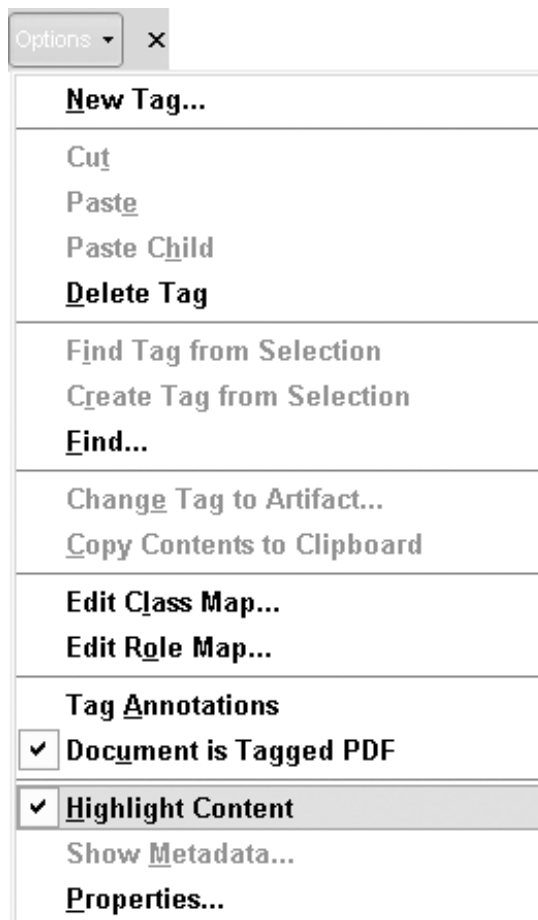 Options
New Tag...
Cut
Paste
Paste Child
Delete Tag
Find Tag from Selection
Create Tag from Selection
Find...
Change Tag to Artifact...
Copy Contents to Clipboard
Edit Class Map...
Edit Role Map...
Tag Annotations
Document is Tagged PDF
Highlight Content
Show Metadata...
Properties...